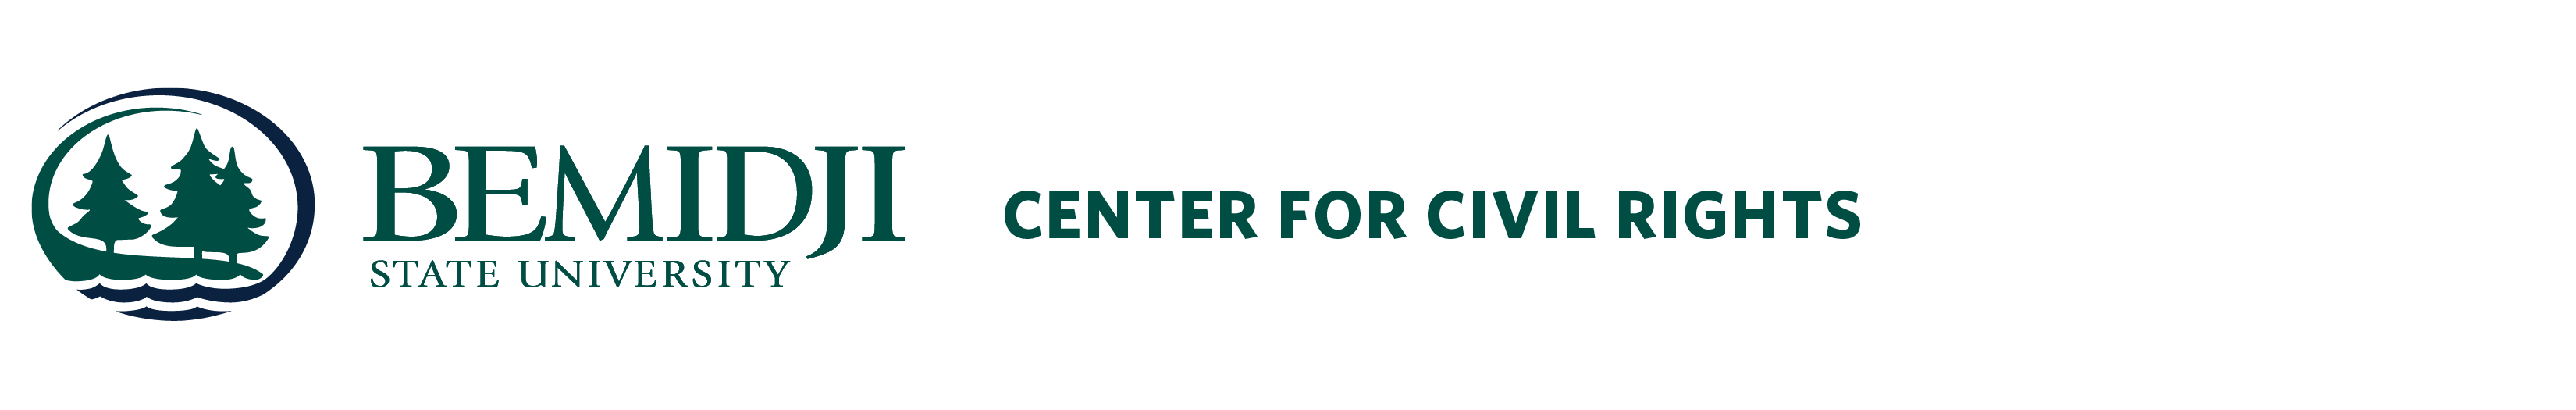 BEMIDJI
STATE UNIVERSITY
CENTER FOR CIVIL RIGHTS